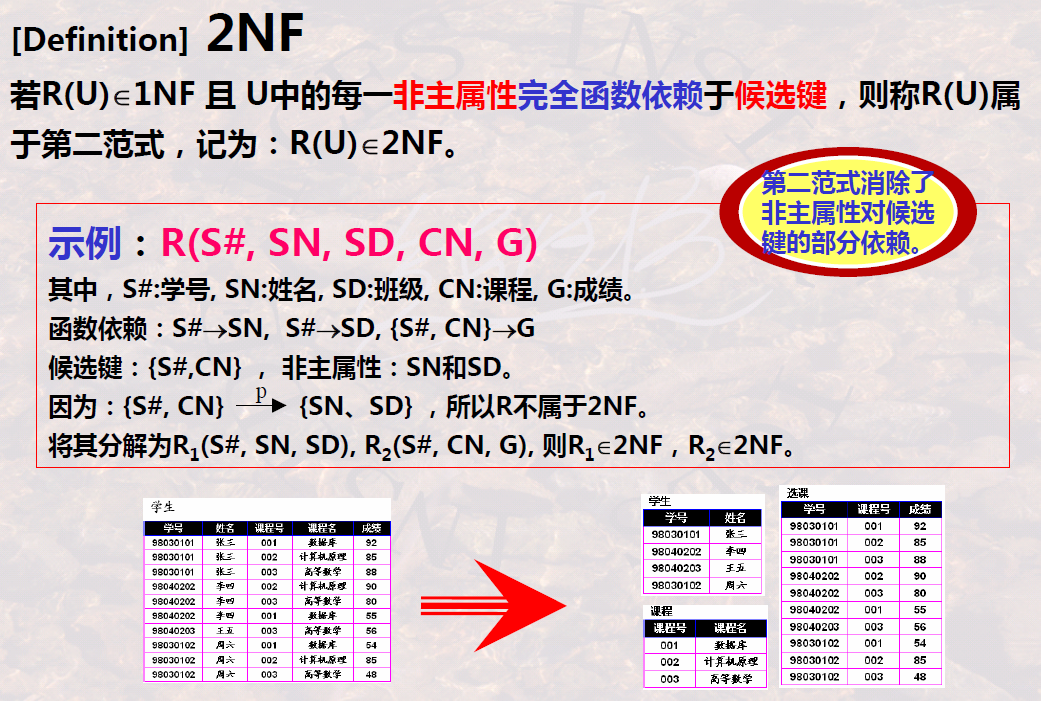 [Definition] 2NF
若R(U)∈1NF 且 U中的每一非主属性完全函数依赖于候选键，则称R(U)属
于第二范式，记为：R(U)∈2NF。
第二范式消除了
非主属性对候选
键的部分依赖。
示例：R(S#, SN, SD, CN, G)
其中，S#:学号, SN:姓名, SD:班级, CN:课程, G:成绩。
函数依赖：S#→SN, S#→SD, {S#, CN}→G
候选键：{S#,CN} ， 非主属性：SN和SD。
因为：{S#, CN} p→ {SN、SD} ，所以R不属于2NF。
将其分解为R1(S#, SN, SD), R2(S#, CN, G), 则R1∈2NF，R2∈2NF。
学生
学号 姓名 课程号 课程名 成绩
98030101 张三 001 数据库 92
98030101 张三 002 计算机原理 85
98030101 张三 003 高等数学 88
98040202 李四 002 计算机原理 90
98040202 李四 003 高等数学 80
98040202 李四 001 数据库 55
98040203 王五 003 高等数学 56
98030102 周六 001 数据库 54
98030102 周六 002 计算机原理 85
98030102 周六 003 高等数学 48
学生
学号 姓名
98030101 张三
98040202 李四
98040203 王五
98030102 周六
课程
课程号 课程名
001 数据库
002 计算机原理
003 高等数学
选课
学号 课程号 成绩
98030101 001 92
98030101 002 85
98030101 003 88
98040202 002 90
98040202 003 80
98040202 001 55
98040203 003 56
98030102 001 54
98030102 002 85
98030102 003 48